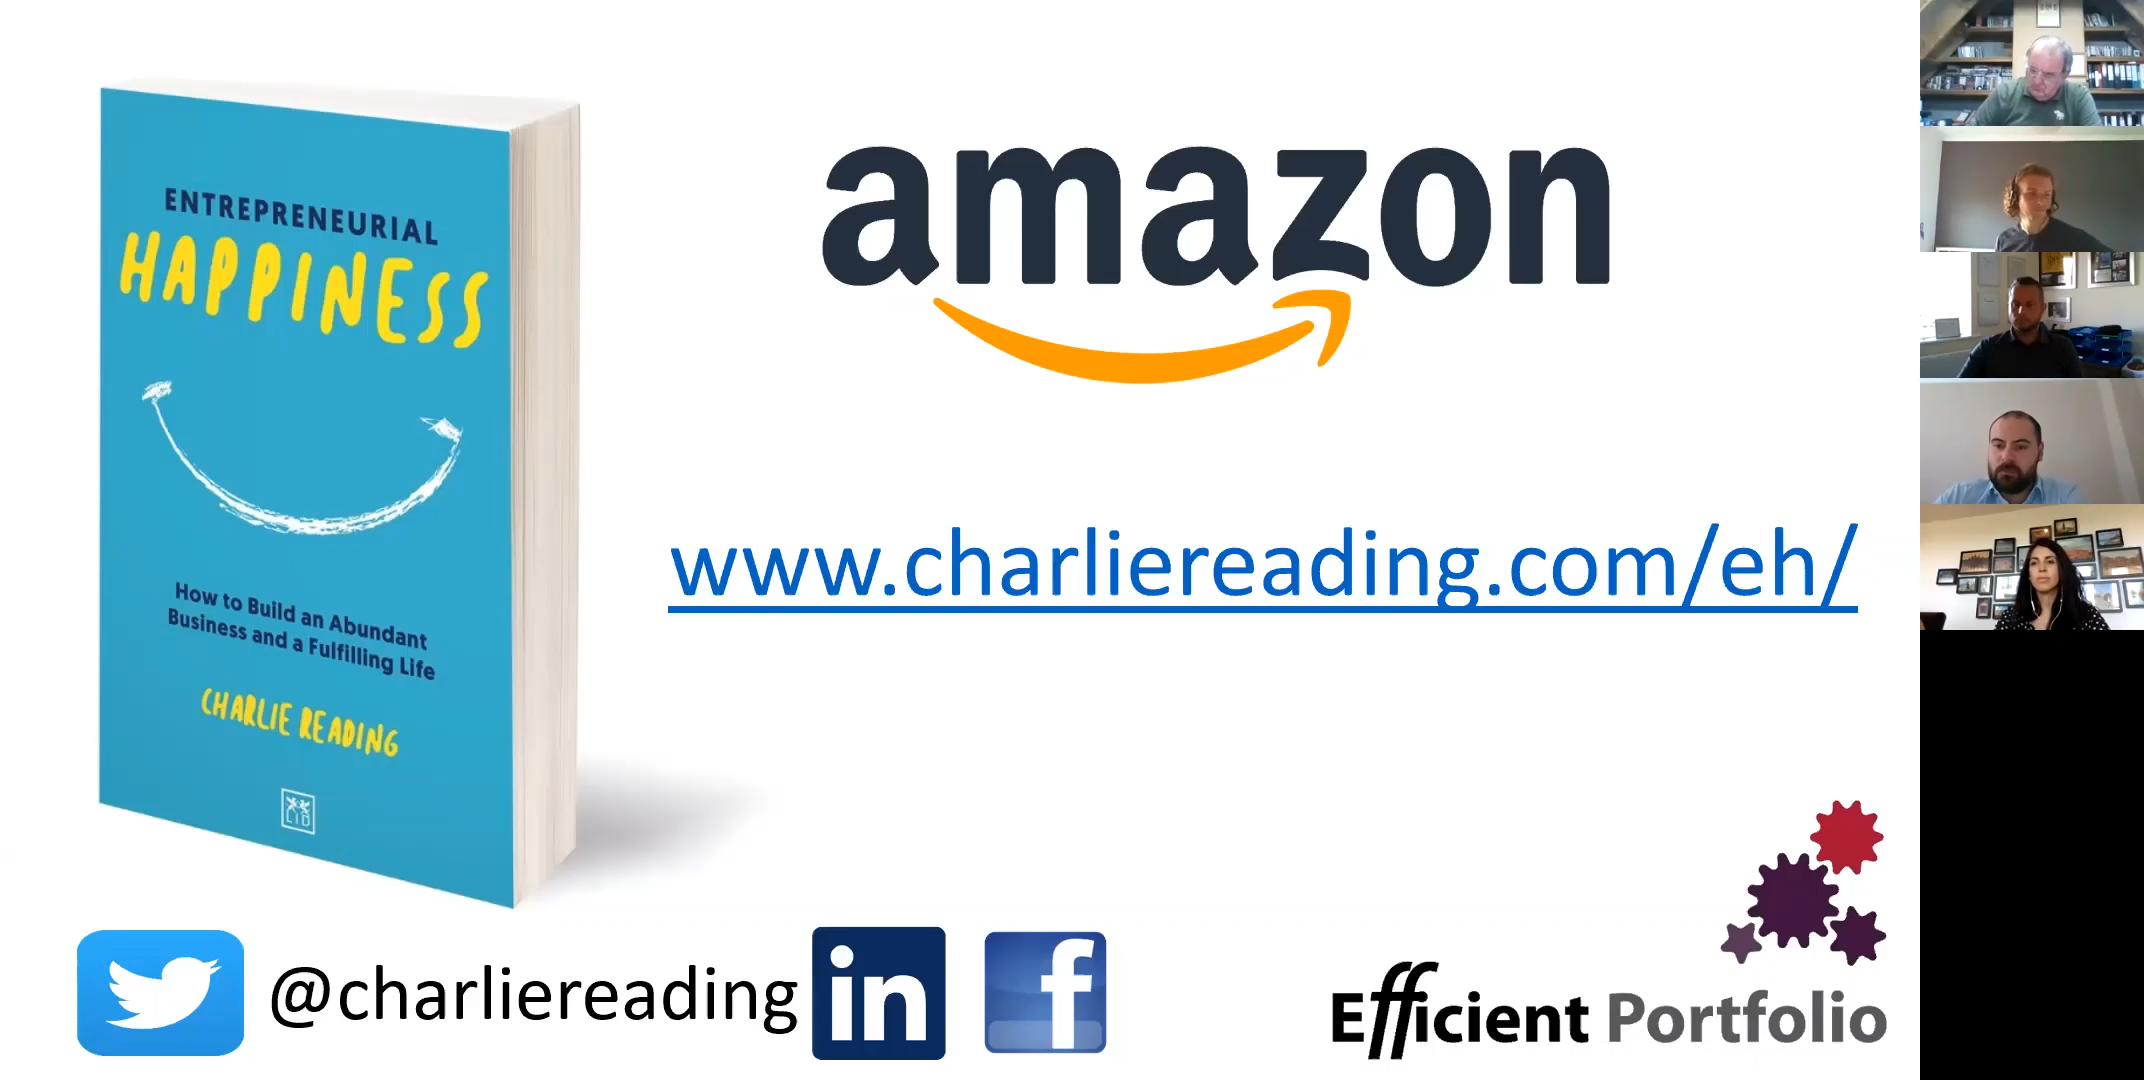 ENTREPRENEURIAL
HAPPINESS
How to Build an Abundant
Business and a Fulfilling Life
CHARLIE READING
LID
amazon
www.charliereading.com/eh/
@charliereading
in
f
Efficient Portfolio